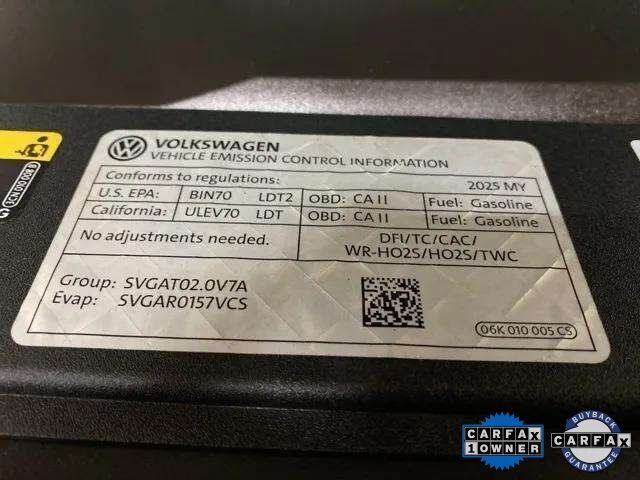 VOLKSWAGEN
VEHICLE EMISSION CONTROL INFORMATION
Conforms to regulations: 2025 MY
U.S. EPA: BIN70 LDT2 OBD: CA II Fuel: Gasoline
California: ULEV70 LDT OBD: CA II Fuel: Gasoline
No adjustments needed. DFI/TC/CAC/
WR-HO2S/HO2S/TWC
Group: SVGAT02.0V7A
Evap: SVGAR0157VCS
06K 010 005 CS
CARFAX
1 OWNER
BUYBACK
CARFAX
GUARANTEE